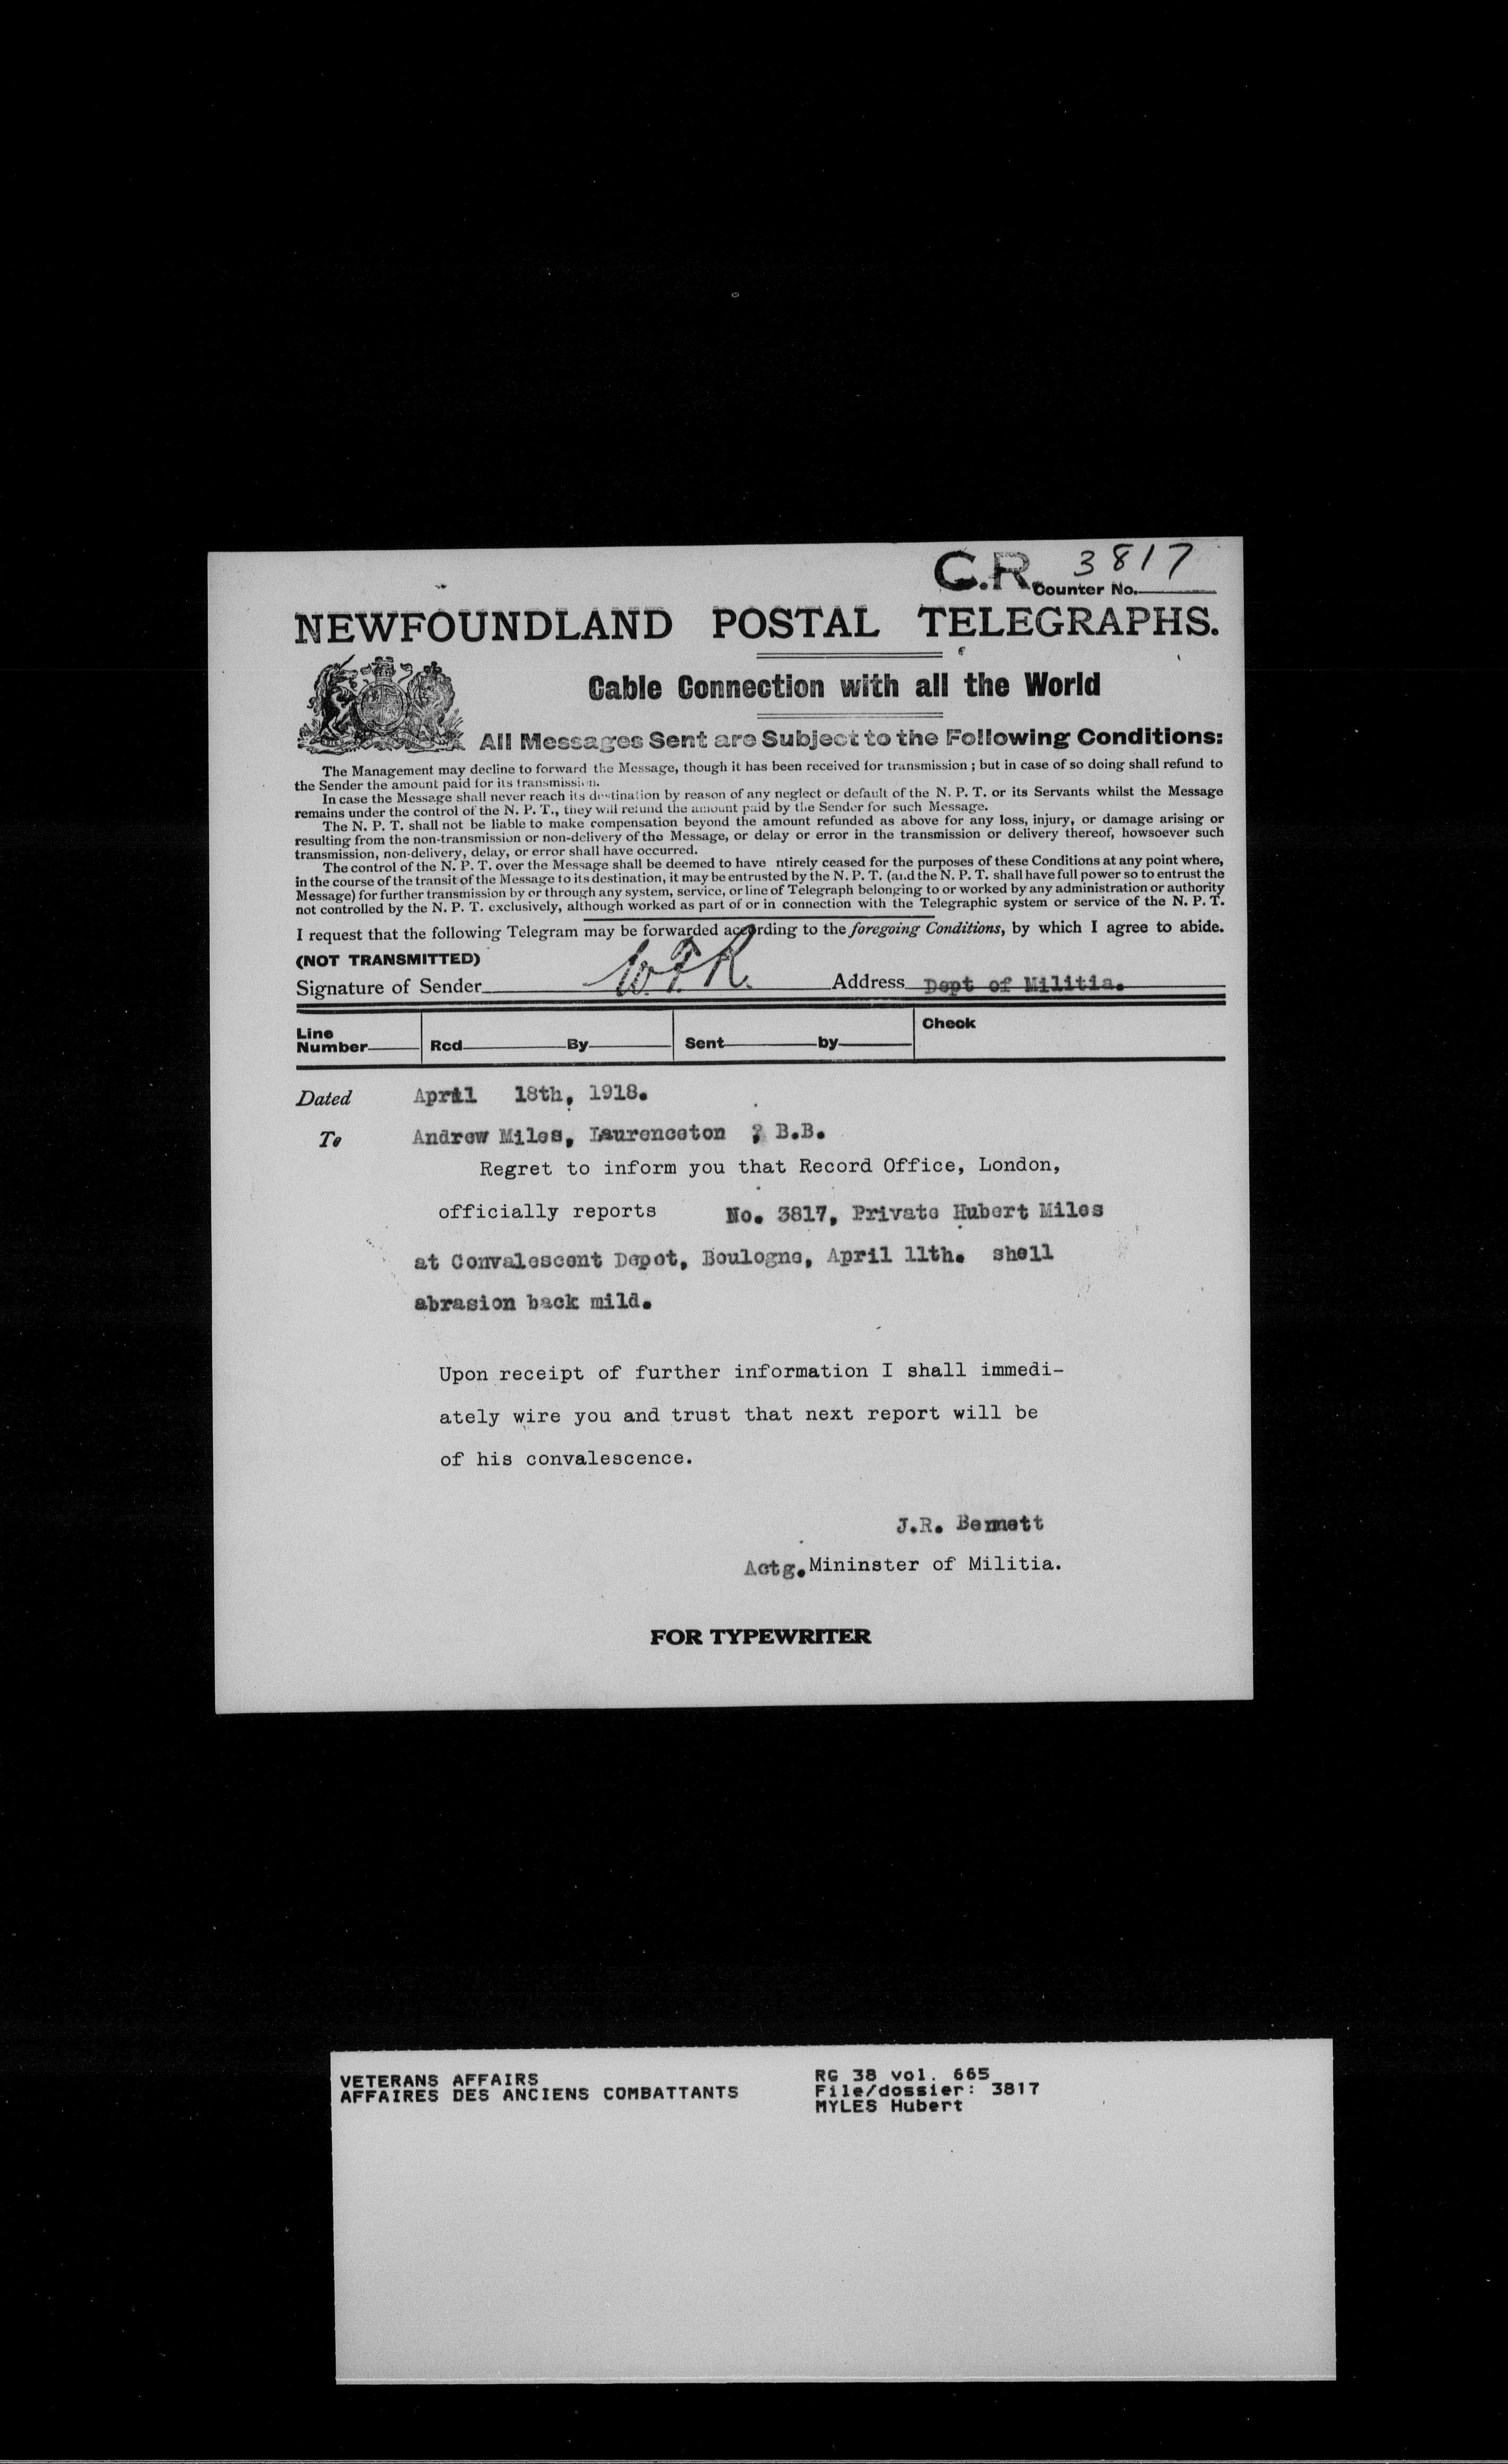 C.R. 3817
Counter No.
NEWFOUNDLAND POSTAL TELEGRAPHS.
Cable Connection with all the World
All Messages Sent are Subject to the Following Conditions:
The Management may decline to forward the Message, though it has been received for transmission ; but in case of so doing shall refund to
the Sender the amount paid for its transmission.
In case the Message shall never reach its destination by reason of any neglect or default of the N. P. T. or its Servants whilst the Message
remains under the control of the N. P. T., they will refund the amount paid by the Sender for such Message.
The N. P. T. shall not be liable to make compensation beyond the amount refunded as above for any loss, injury, or damage arising or
resulting from the non-transmission or non-delivery of the Message, or delay or error in the transmission or delivery thereof, howsoever such
transmission, non-delivery, delay, or error shall have occurred.
The control of the N. P. T. over the Message shall be deemed to have ntirely ceased for the purposes of these Conditions at any point where,
in the course of the transit of the Message to its destination, it may be entrusted by the N. P. T. (and the N. P. T. shall have full power so to entrust the
Message) for further transmission by or through any system, service, or line of Telegraph belonging to or worked by any administration or authority
not controlled by the N. P. T. exclusively, although worked as part of or in connection with the Telegraphic system or service of the N. P. T.
I request that the following Telegram may be forwarded according to the foregoing Conditions, by which I agree to abide.
(NOT TRANSMITTED)
Signature of Sender W.F.R. Address Dept of Militia.
Line
Number Rcd By Sent by Check
Dated April 18th, 1918.
To Andrew Miles, Laurenceton , B.B.
Regret to inform you that Record Office, London,
officially reports No. 3817, Private Hubert Miles
at Convalescent Depot, Boulogne, April 11th. shell
abrasion back mild.
Upon receipt of further information I shall immedi-
ately wire you and trust that next report will be
of his convalescence.
J.R. Bennett
Actg. Mininster of Militia.
FOR TYPEWRITER
VETERANS AFFAIRS
AFFAIRES DES ANCIENS COMBATTANTS
RG 38 vol. 665
File/dossier: 3817
MYLES Hubert